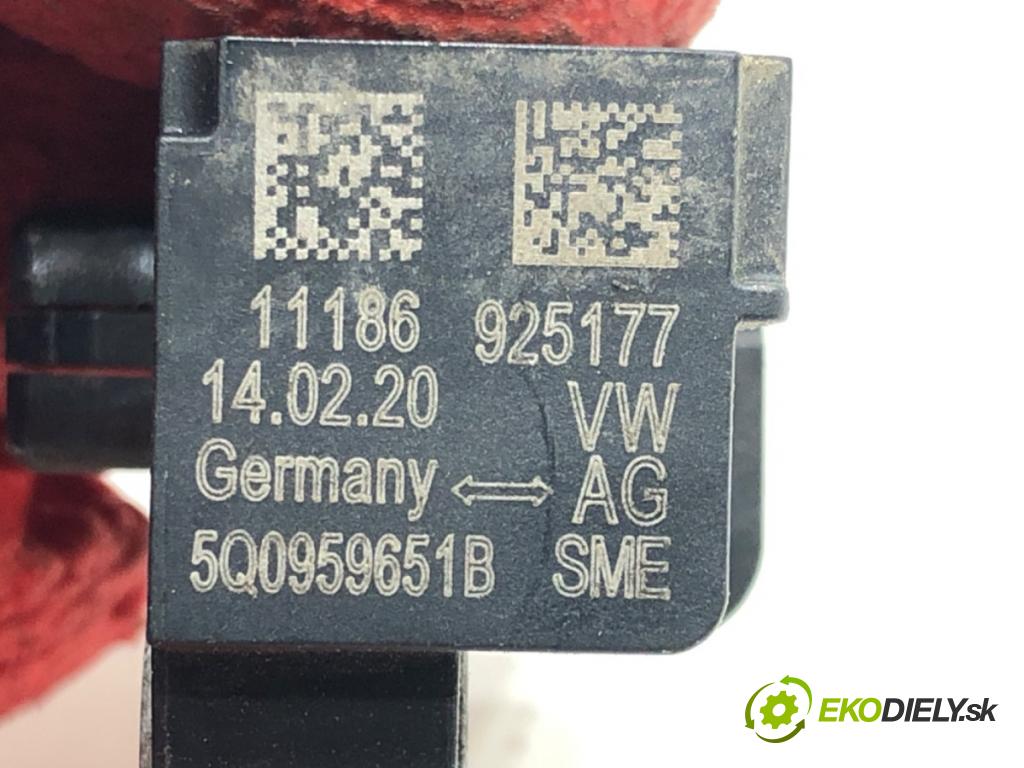 11186 925177
14.02.20 VW
Germany AG
5Q0959651B SME
EKODIELY.sk